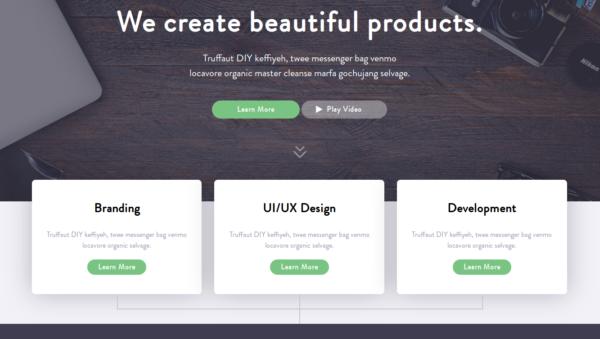 We create beautiful products.
Truffaut DIY keffiyeh, twee messenger bag venmo
locavore organic master cleanse marfa gochujang selvage.
Learn More
Play Video
Nikon
Branding
UI/UX Design
Development
Truffaut DIY keffiyeh, twee messenger bag venmo
locavore organic selvage.
Truffaut DIY keffiyeh, twee messenger bag venmo
locavore organic selvage.
Truffaut DIY keffiyeh, twee messenger bag venmo
locavore organic selvage.
Learn More
Learn More
Learn More